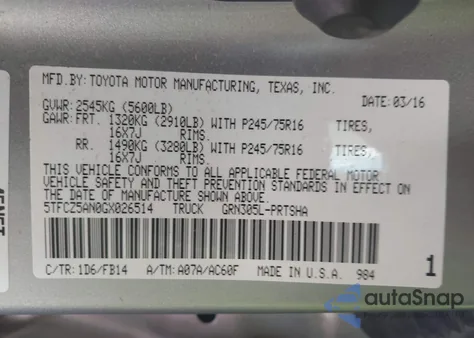 MFD.BY: TOYOTA MOTOR MANUFACTURING, TEXAS, INC.
GVWR: 2545KG (5600LB) DATE: 03/16
GAWR: FRT. 1320KG (2910LB) WITH P245/75R16 TIRES,
16X7J RIMS.
RR. 1490KG (3280LB) WITH P245/75R16 TIRES,
16X7J RIMS.
THIS VEHICLE CONFORMS TO ALL APPLICABLE FEDERAL MOTOR
VEHICLE SAFETY AND THEFT PREVENTION STANDARDS IN EFFECT ON
THE DATE OF MANUFACTURE SHOWN ABOVE.
5TFCZ5AN0GX026514 TRUCK GRN305L-PRTSHA
C/TR: 1D6/FB14 A/TM: A07A/AC60F MADE IN U.S.A. 984
1
autoSnap